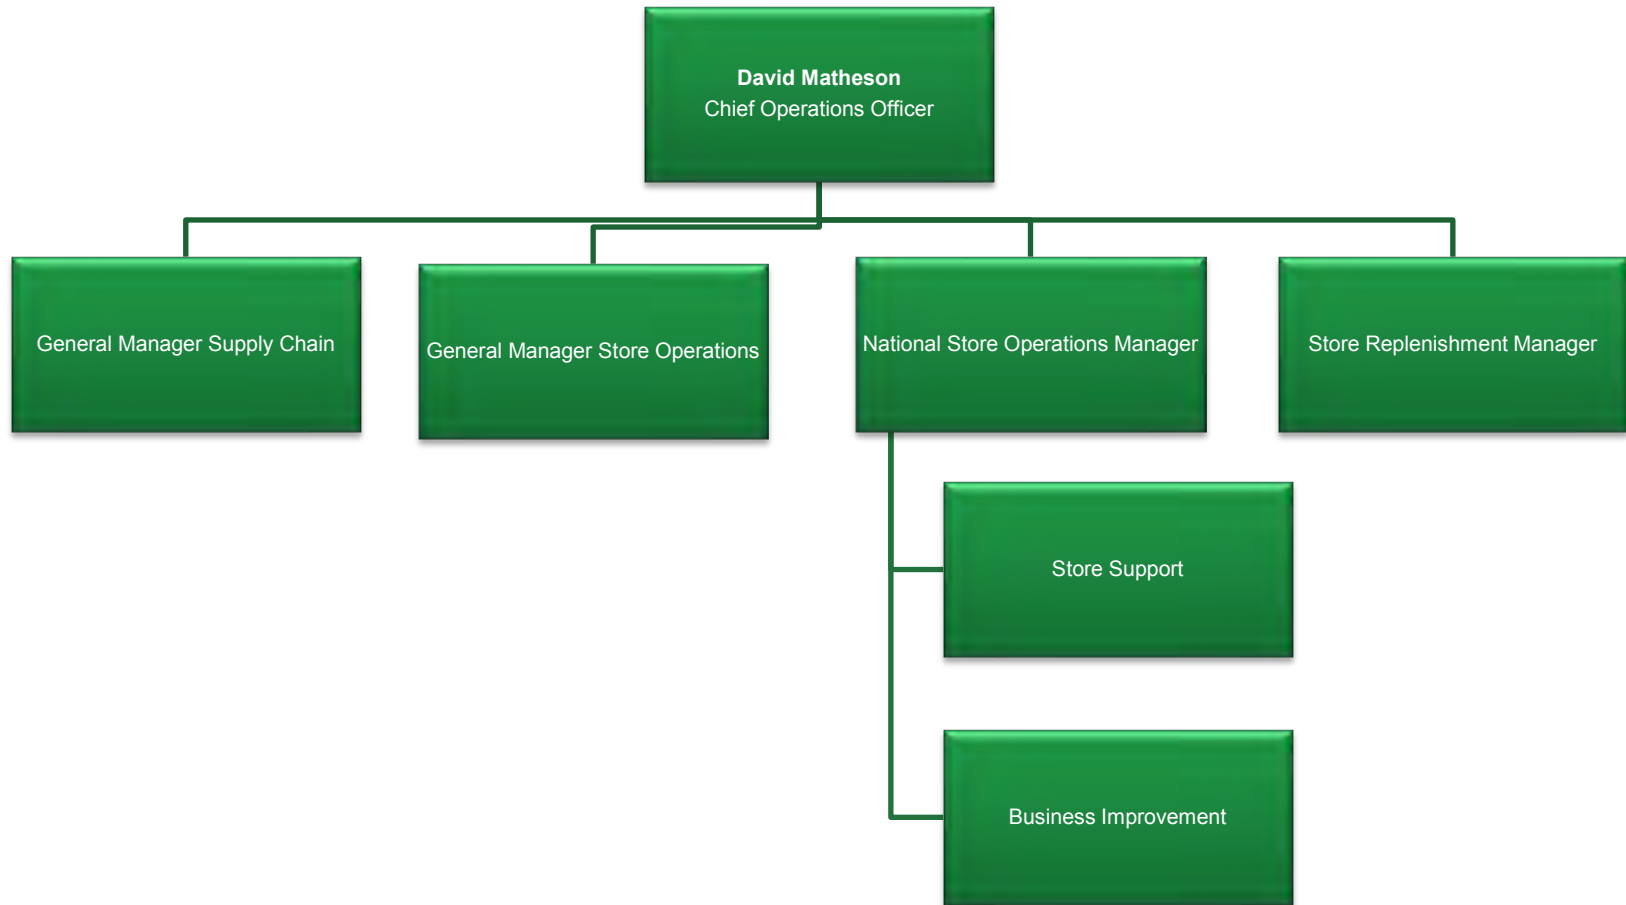 David Matheson
Chief Operations Officer
General Manager Supply Chain
General Manager Store Operations
National Store Operations Manager
Store Replenishment Manager
Store Support
Business Improvement